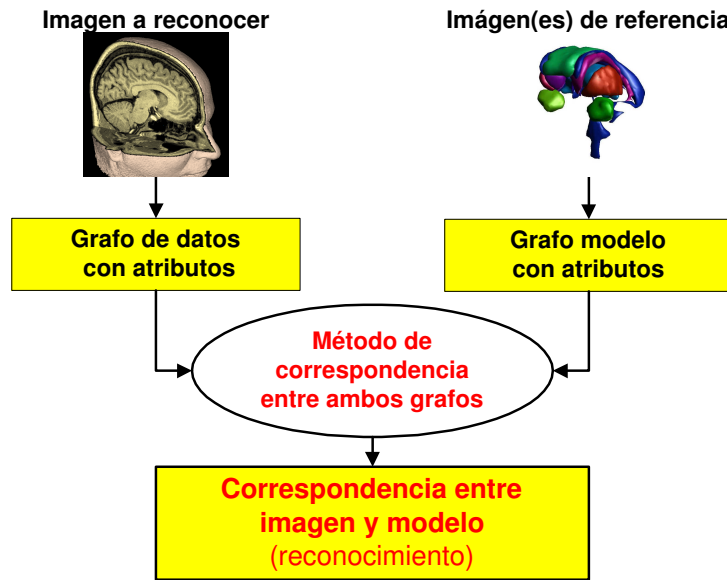 Imagen a reconocer
Imágen(es) de referencia
Grafo de datos
con atributos
Grafo modelo
con atributos
Método de
correspondencia
entre ambos grafos
Correspondencia entre
imagen y modelo
(reconocimiento)